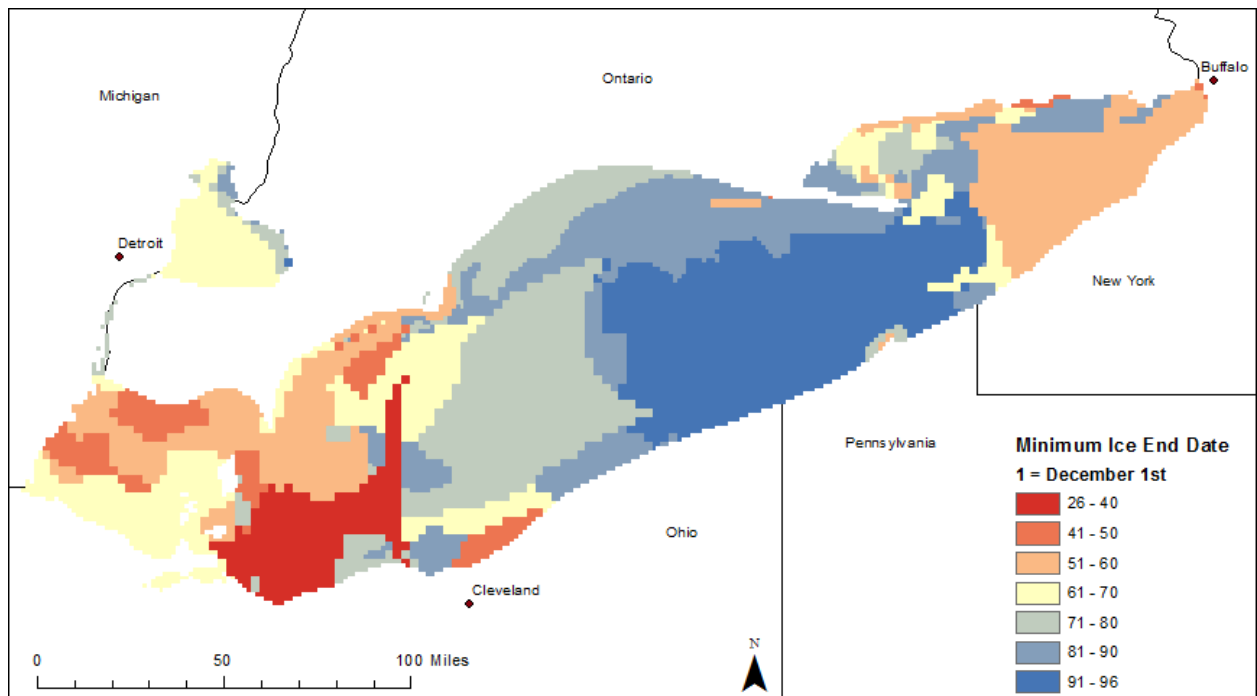 Buffalo
Ontario
Michigan
Detroit
New York
Pennsylvania
Ohio
Cleveland
Minimum Ice End Date
1 = December 1st
26 - 40
41 - 50
51 - 60
61 - 70
71 - 80
81 - 90
91 - 96
N
0 50 100 Miles